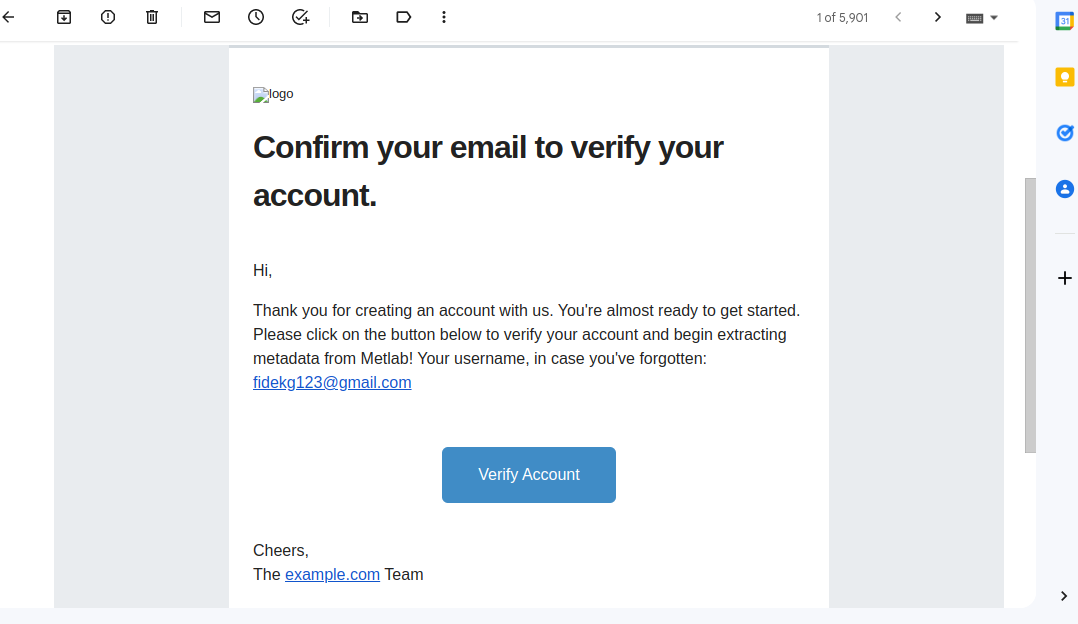 1 of 5,901
31
logo
Confirm your email to verify your
account.
Hi,
Thank you for creating an account with us. You're almost ready to get started.
Please click on the button below to verify your account and begin extracting
metadata from Metlab! Your username, in case you've forgotten:
fidekg123@gmail.com
Verify Account
Cheers,
The example.com Team